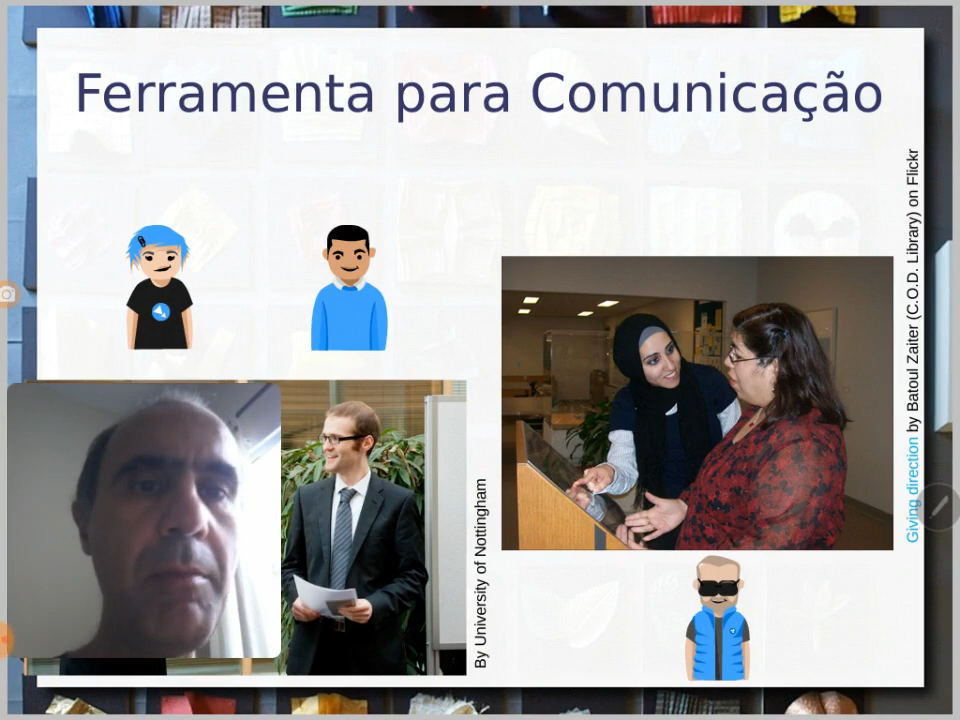 Ferramenta para Comunicação
Giving direction by Batoul Zaiter (C.O.D. Library) on Flickr
By University of Nottingham